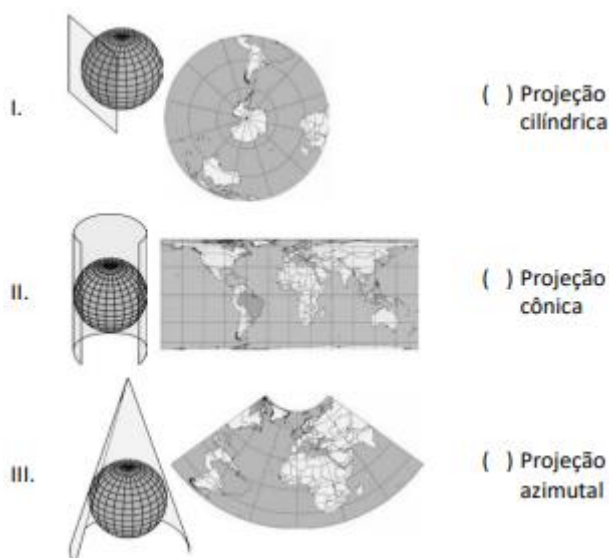 I.
( ) Projeção
cilíndrica
II.
( ) Projeção
cônica
III.
( ) Projeção
azimutal